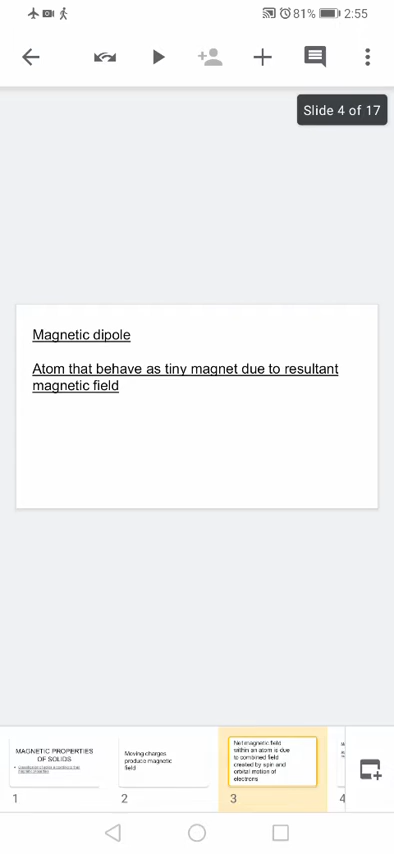 81% 2:55
Slide 4 of 17
Magnetic dipole
Atom that behave as tiny magnet due to resultant
magnetic field
MAGNETIC PROPERTIES
OF SOLIDS
Moving charges
produce magnetic
field
Net magnetic field
within an atom is due
to combined field
created by spin and
orbital motion of
electrons
1
2
3
4